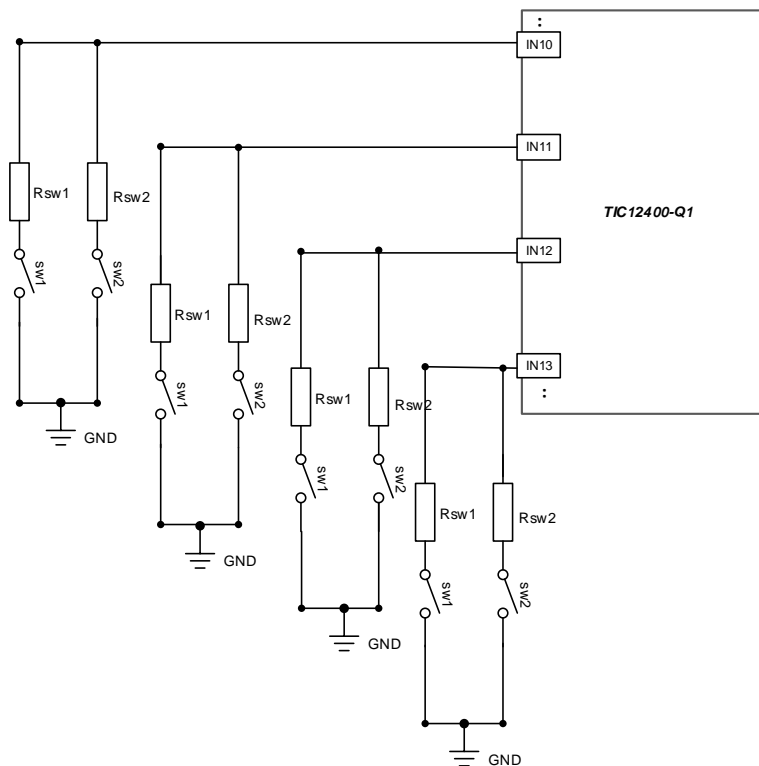 :
IN10
IN11
Rsw1
Rsw2
TIC12400-Q1
sw1
sw2
IN12
Rsw1
Rsw2
IN13
sw1
sw2
:
Rsw1
Rsw2
GND
sw1
sw2
Rsw1
Rsw2
GND
sw1
sw2
GND
GND